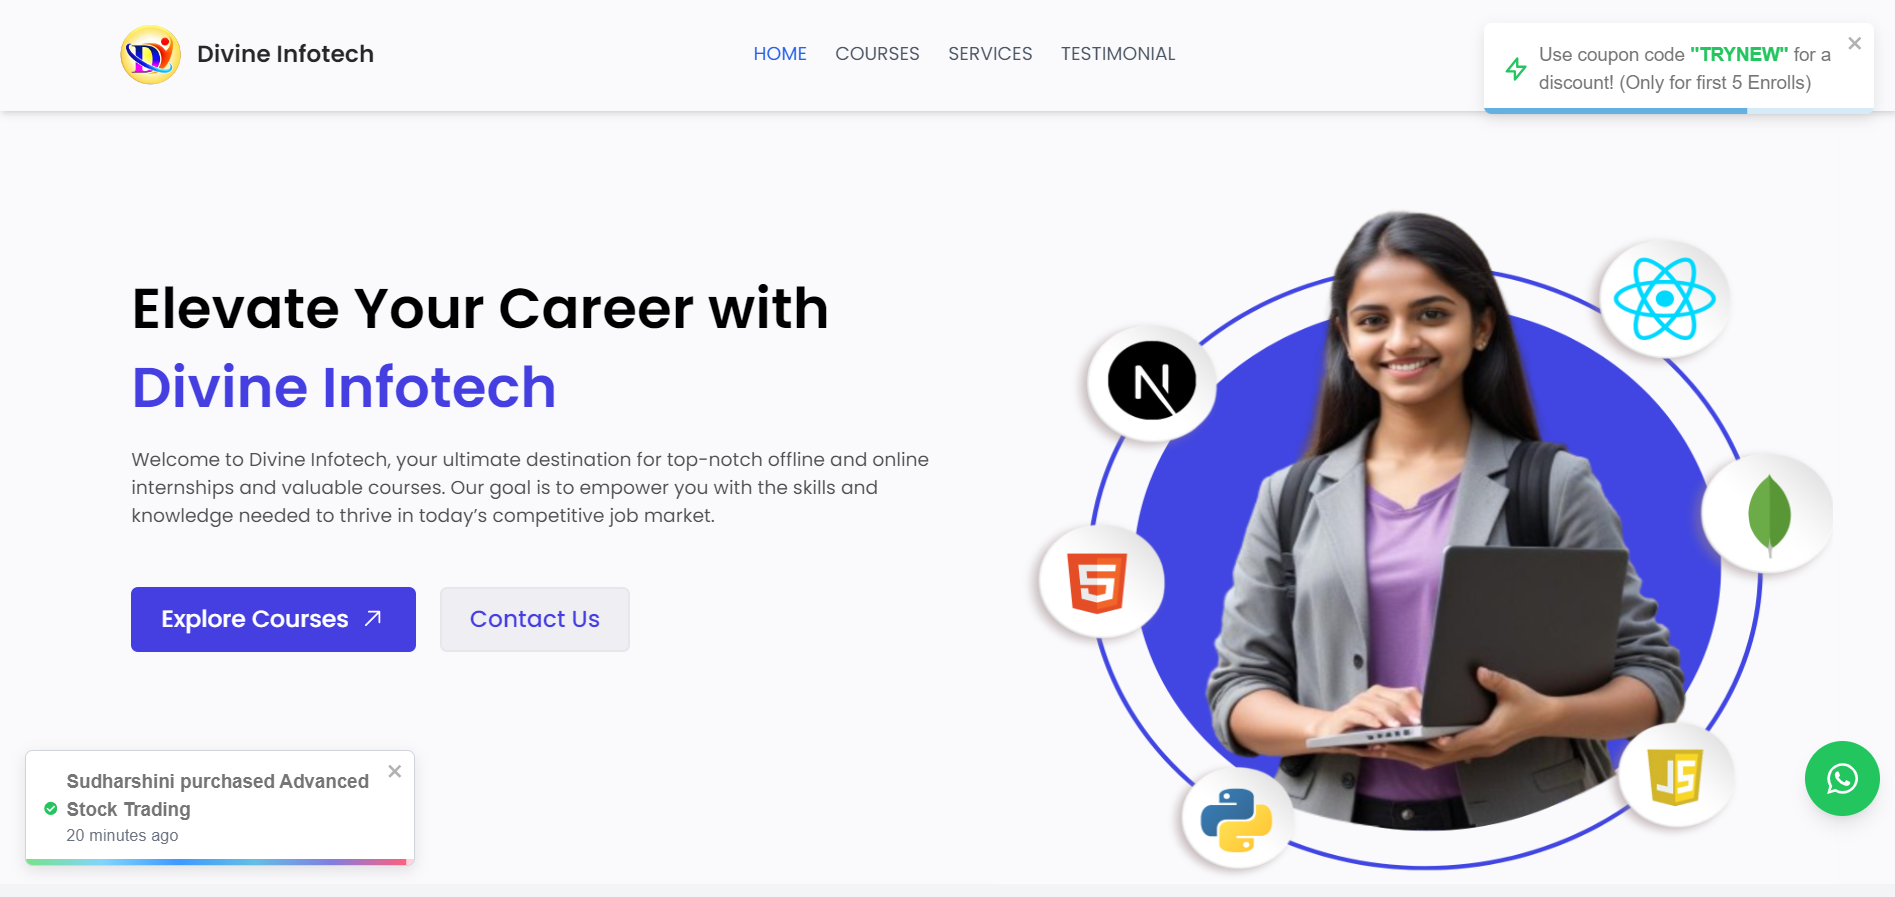 Divine Infotech
HOME COURSES SERVICES TESTIMONIAL
Use coupon code "TRYNEW" for a
discount! (Only for first 5 Enrolls)
Elevate Your Career with
Divine Infotech
Welcome to Divine Infotech, your ultimate destination for top-notch offline and online
internships and valuable courses. Our goal is to empower you with the skills and
knowledge needed to thrive in today’s competitive job market.
Explore Courses
Contact Us
Sudharshini purchased Advanced
Stock Trading
20 minutes ago
N
5
JS
D